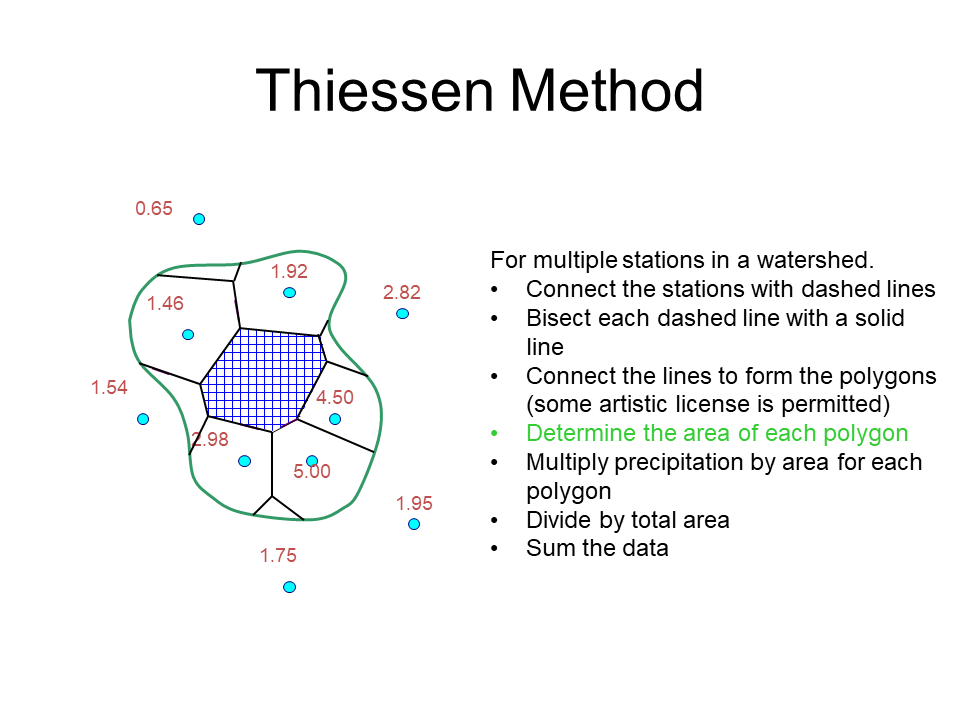 Thiessen Method
0.65
1.92
1.46
2.82
1.54
4.50
2.98
5.00
1.95
1.75
For multiple stations in a watershed.
• Connect the stations with dashed lines
• Bisect each dashed line with a solid
line
• Connect the lines to form the polygons
(some artistic license is permitted)
• Determine the area of each polygon
• Multiply precipitation by area for each
polygon
• Divide by total area
• Sum the data